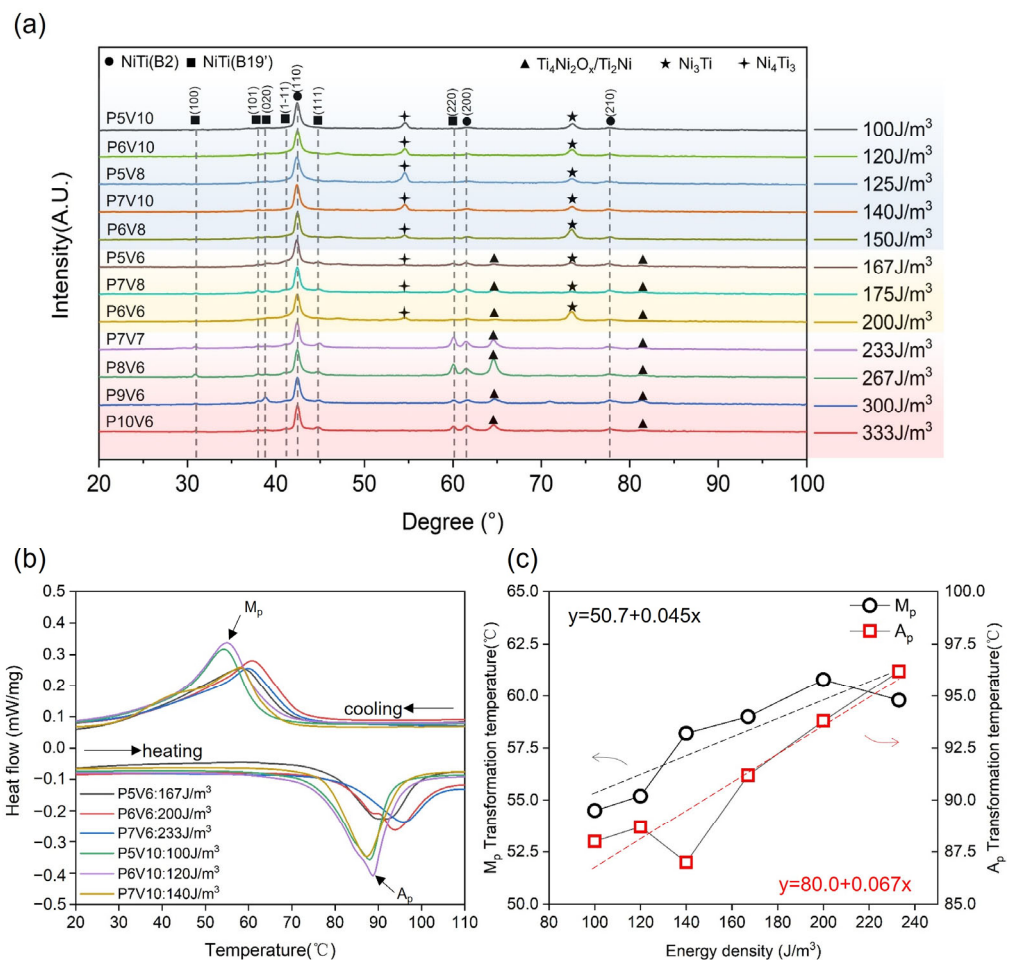 (a)
● NiTi(B2) ■ NiTi(B19') ▲ Ti₄Ni₂Oₓ/Ti₂Ni ★ Ni₃Ti ✦ Ni₄Ti₃
(100) (101) (020) (1-11) (110) (111) (220) (200) (210)
P5V10 100J/m³
P6V10 120J/m³
P5V8 125J/m³
P7V10 140J/m³
P6V8 150J/m³
P5V6 167J/m³
P7V8 175J/m³
P6V6 200J/m³
P7V7 233J/m³
P8V6 267J/m³
P9V6 300J/m³
P10V6 333J/m³
Intensity(A.U.)
20 30 40 50 60 70 80 90 100
Degree (°)
(b)
Heat flow (mW/mg)
0.5
0.4
0.3
0.2
0.1
0.0
−0.1
−0.2
−0.3
−0.4
−0.5
Mₚ
cooling
heating
P5V6:167J/m³
P6V6:200J/m³
P7V6:233J/m³
P5V10:100J/m³
P6V10:120J/m³
P7V10:140J/m³
Aₚ
20 30 40 50 60 70 80 90 100 110
Temperature(℃)
(c)
Mₚ Transformation temperature(℃)
65.0
62.5
60.0
57.5
55.0
52.5
50.0
y=50.7+0.045x
Mₚ
Aₚ
y=80.0+0.067x
100.0
97.5
95.0
92.5
90.0
87.5
85.0
Aₚ Transformation temperature(℃)
80 100 120 140 160 180 200 220 240
Energy density (J/m³)